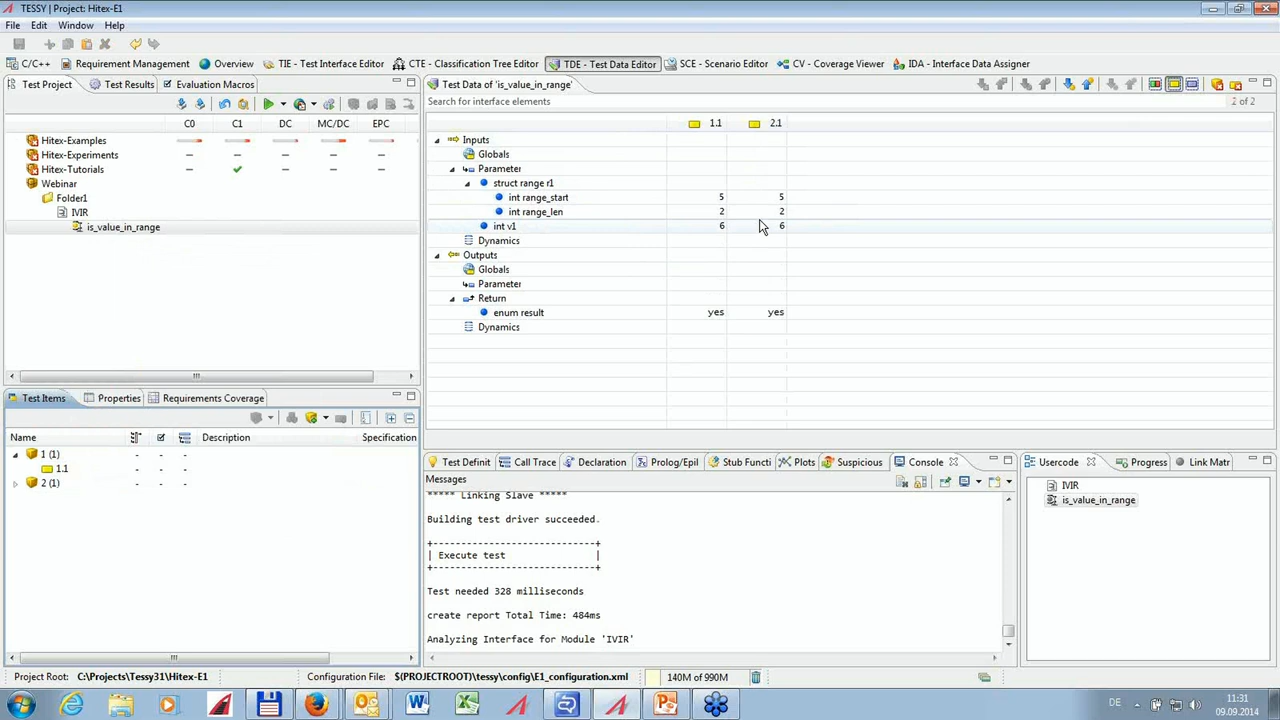 TESSY | Project: Hitex-E1
File Edit Window Help
C/C++ Requirement Management Overview TIE - Test Interface Editor CTE - Classification Tree Editor TDE - Test Data Editor SCE - Scenario Editor CV - Coverage Viewer IDA - Interface Data Assigner
Test Project Test Results Evaluation Macros
C0 C1 DC MC/DC EPC
Hitex-Examples
Hitex-Experiments
Hitex-Tutorials
Webinar
Folder1
IVIR
is_value_in_range
Test Data of 'is_value_in_range'
Search for interface elements 2 of 2
1.1 2.1
Inputs
Globals
Parameter
struct range r1
int range_start 5 5
int range_len 2 2
int v1 6 6
Dynamics
Outputs
Globals
Parameter
Return
enum result yes yes
Dynamics
Test Items Properties Requirements Coverage
Name Description Specification
1 (1) - - -
1.1 - - -
2 (1) - - -
Test Definit Call Trace Declaration Prolog/Epil Stub Functi Plots Suspicious Console
Messages
***** Linking Slave *****
Building test driver succeeded.
+---------------------------+
| Execute test |
+---------------------------+
Test needed 328 milliseconds
create report Total Time: 484ms
Analyzing Interface for Module 'IVIR'
Usercode Progress Link Matr
IVIR
is_value_in_range
Project Root: C:\Projects\Tessy31\Hitex-E1 Configuration File: $(PROJECTROOT)\tessy\config\E1_configuration.xml 140M of 990M
DE 11:31
09.09.2014